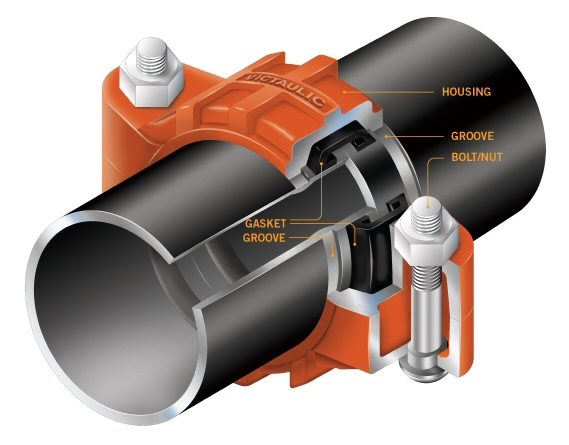 VICTAULIC
HOUSING
GROOVE
BOLT/NUT
GASKET
GROOVE